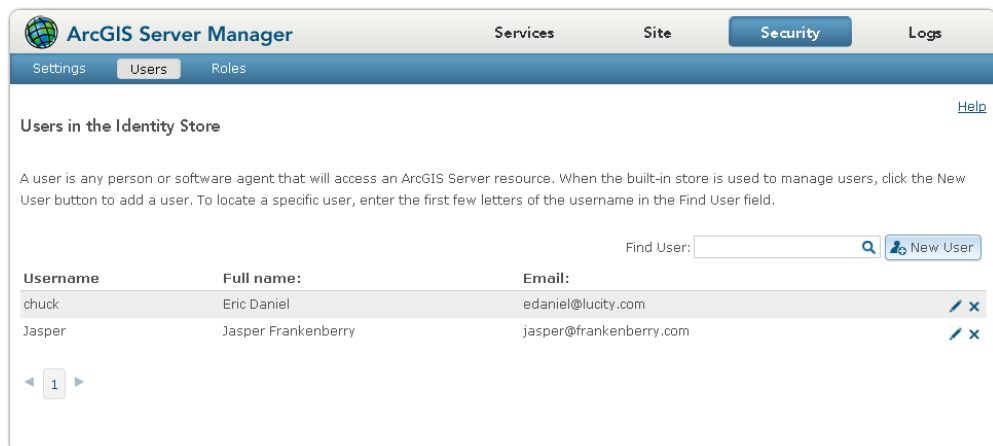 ArcGIS Server Manager Services Site Security Logs
Settings Users Roles
Help
Users in the Identity Store
A user is any person or software agent that will access an ArcGIS Server resource. When the built-in store is used to manage users, click the New
User button to add a user. To locate a specific user, enter the first few letters of the username in the Find User field.
Find User: New User
Username Full name: Email:
chuck Eric Daniel edaniel@lucity.com
Jasper Jasper Frankenberry jasper@frankenberry.com
1